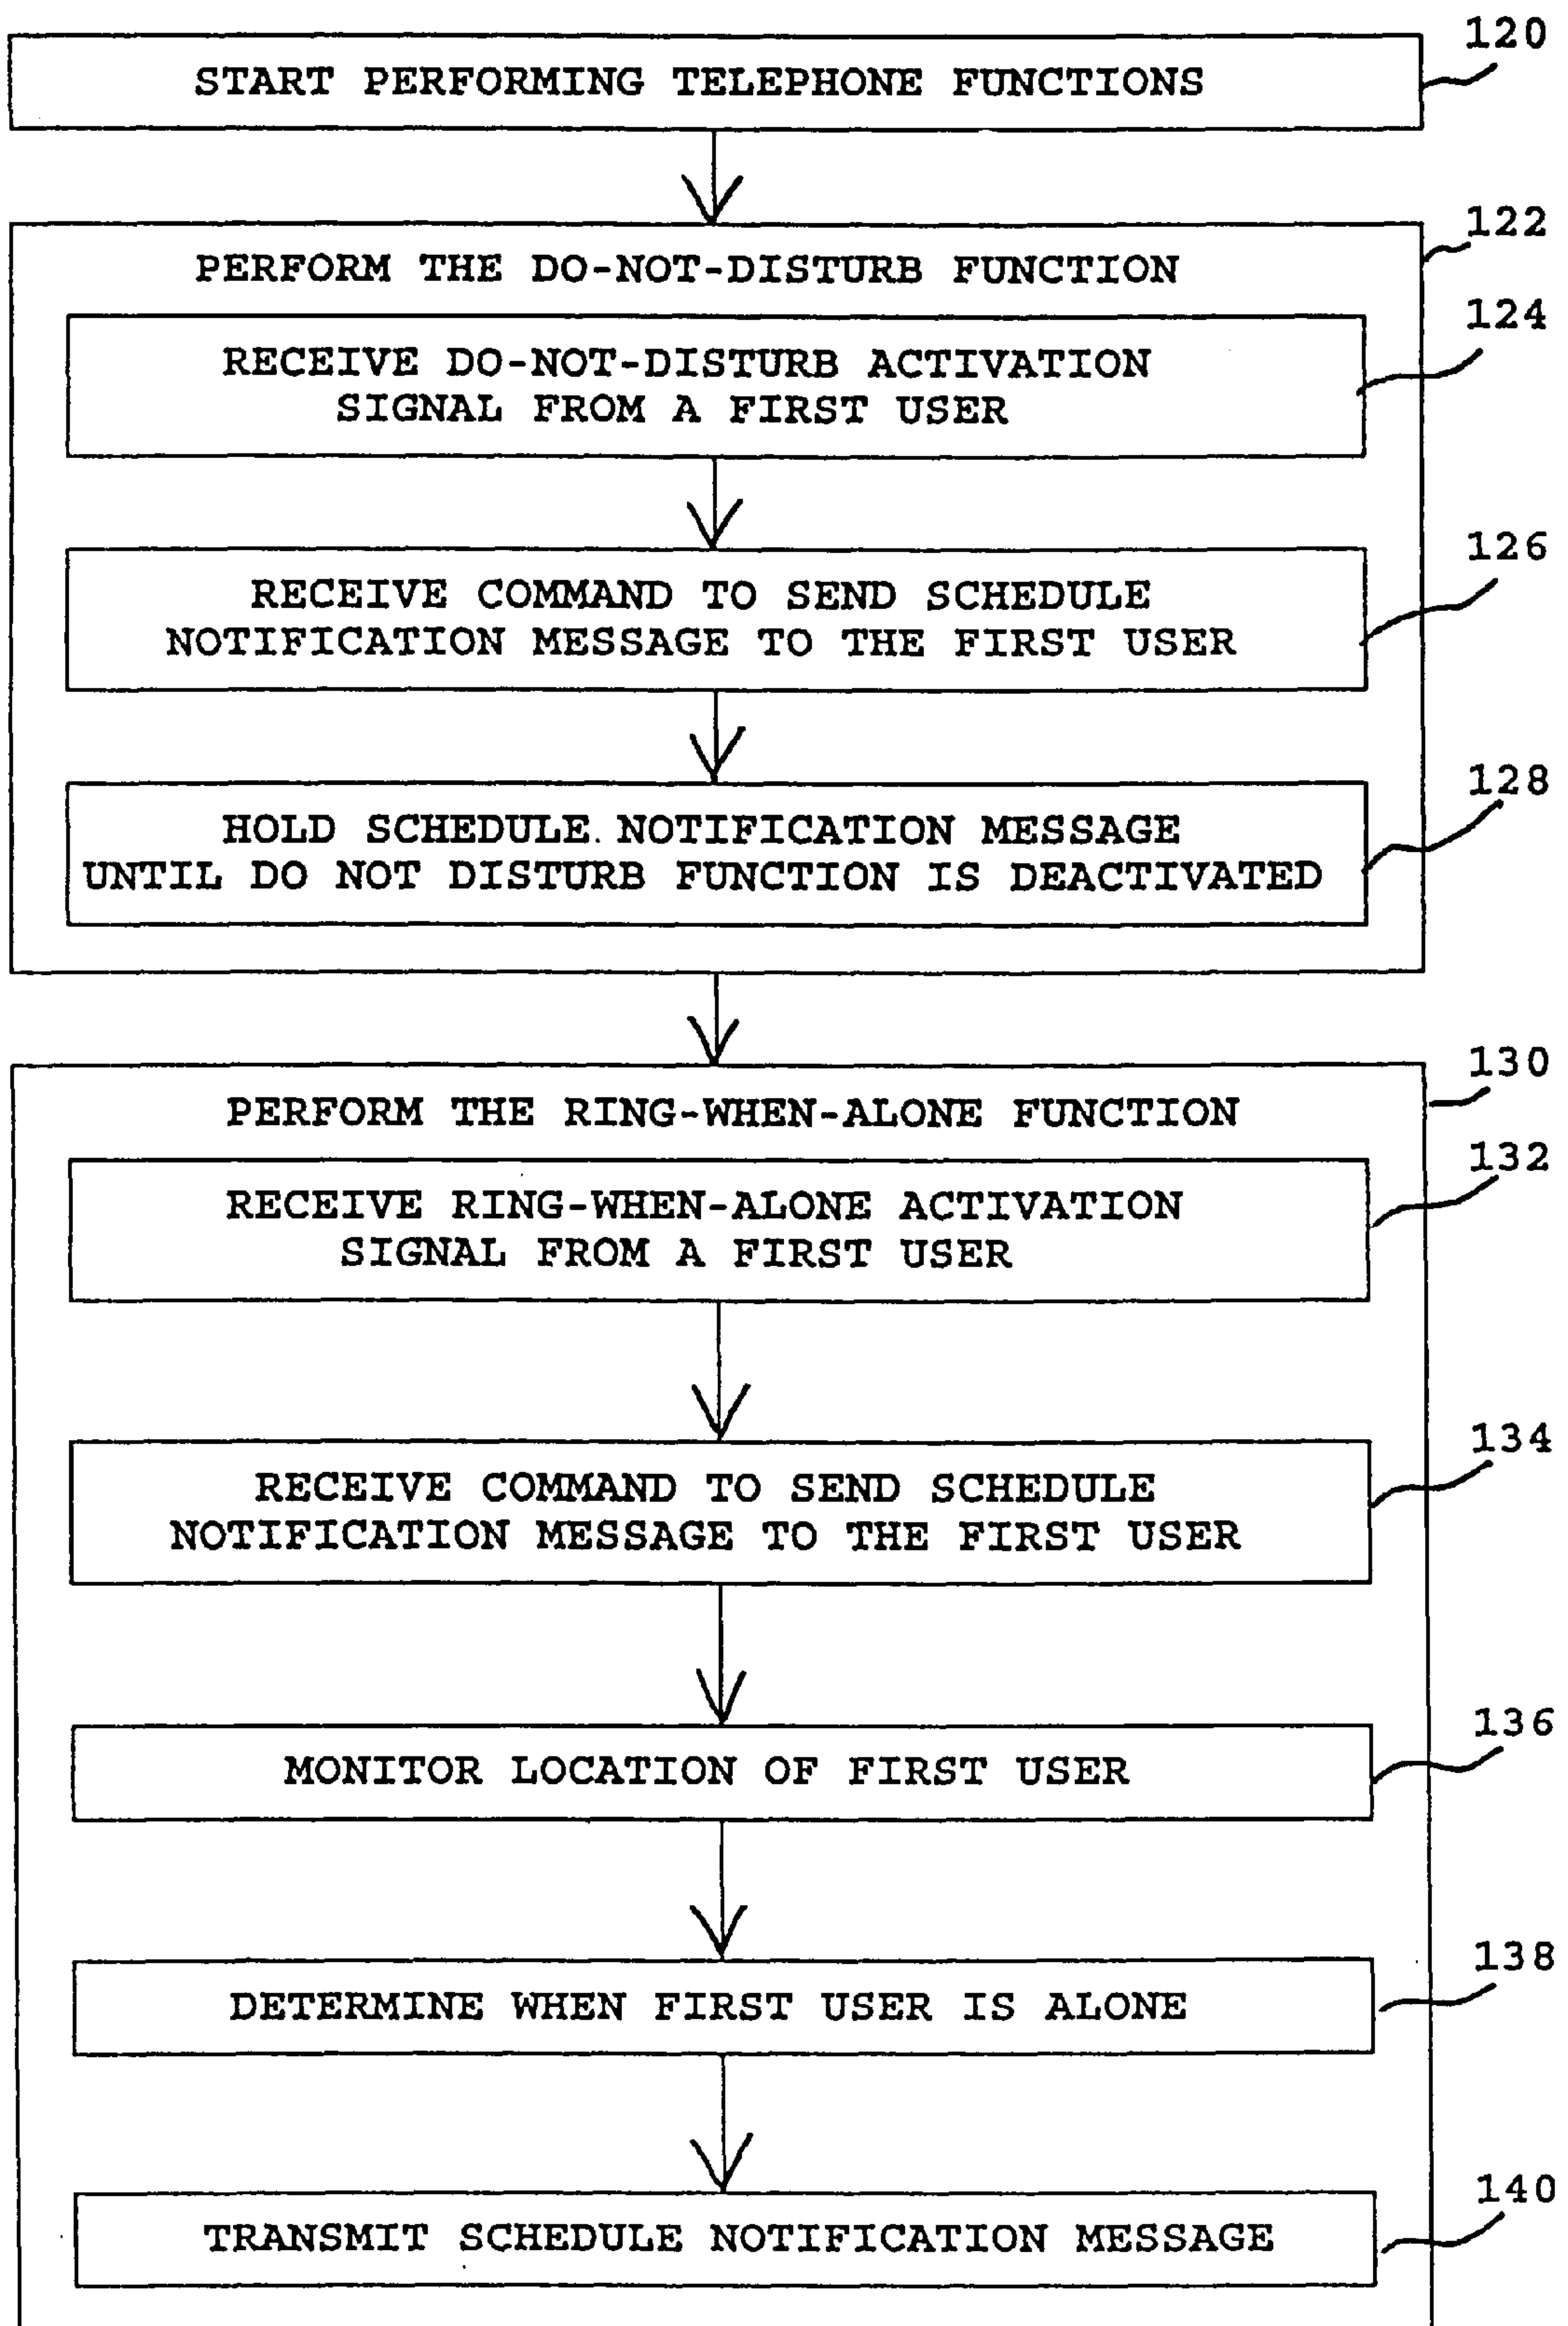 120
START PERFORMING TELEPHONE FUNCTIONS
122
PERFORM THE DO-NOT-DISTURB FUNCTION
124
RECEIVE DO-NOT-DISTURB ACTIVATION
SIGNAL FROM A FIRST USER
126
RECEIVE COMMAND TO SEND SCHEDULE
NOTIFICATION MESSAGE TO THE FIRST USER
128
HOLD SCHEDULE NOTIFICATION MESSAGE
UNTIL DO NOT DISTURB FUNCTION IS DEACTIVATED
130
PERFORM THE RING-WHEN-ALONE FUNCTION
132
RECEIVE RING-WHEN-ALONE ACTIVATION
SIGNAL FROM A FIRST USER
134
RECEIVE COMMAND TO SEND SCHEDULE
NOTIFICATION MESSAGE TO THE FIRST USER
136
MONITOR LOCATION OF FIRST USER
138
DETERMINE WHEN FIRST USER IS ALONE
140
TRANSMIT SCHEDULE NOTIFICATION MESSAGE